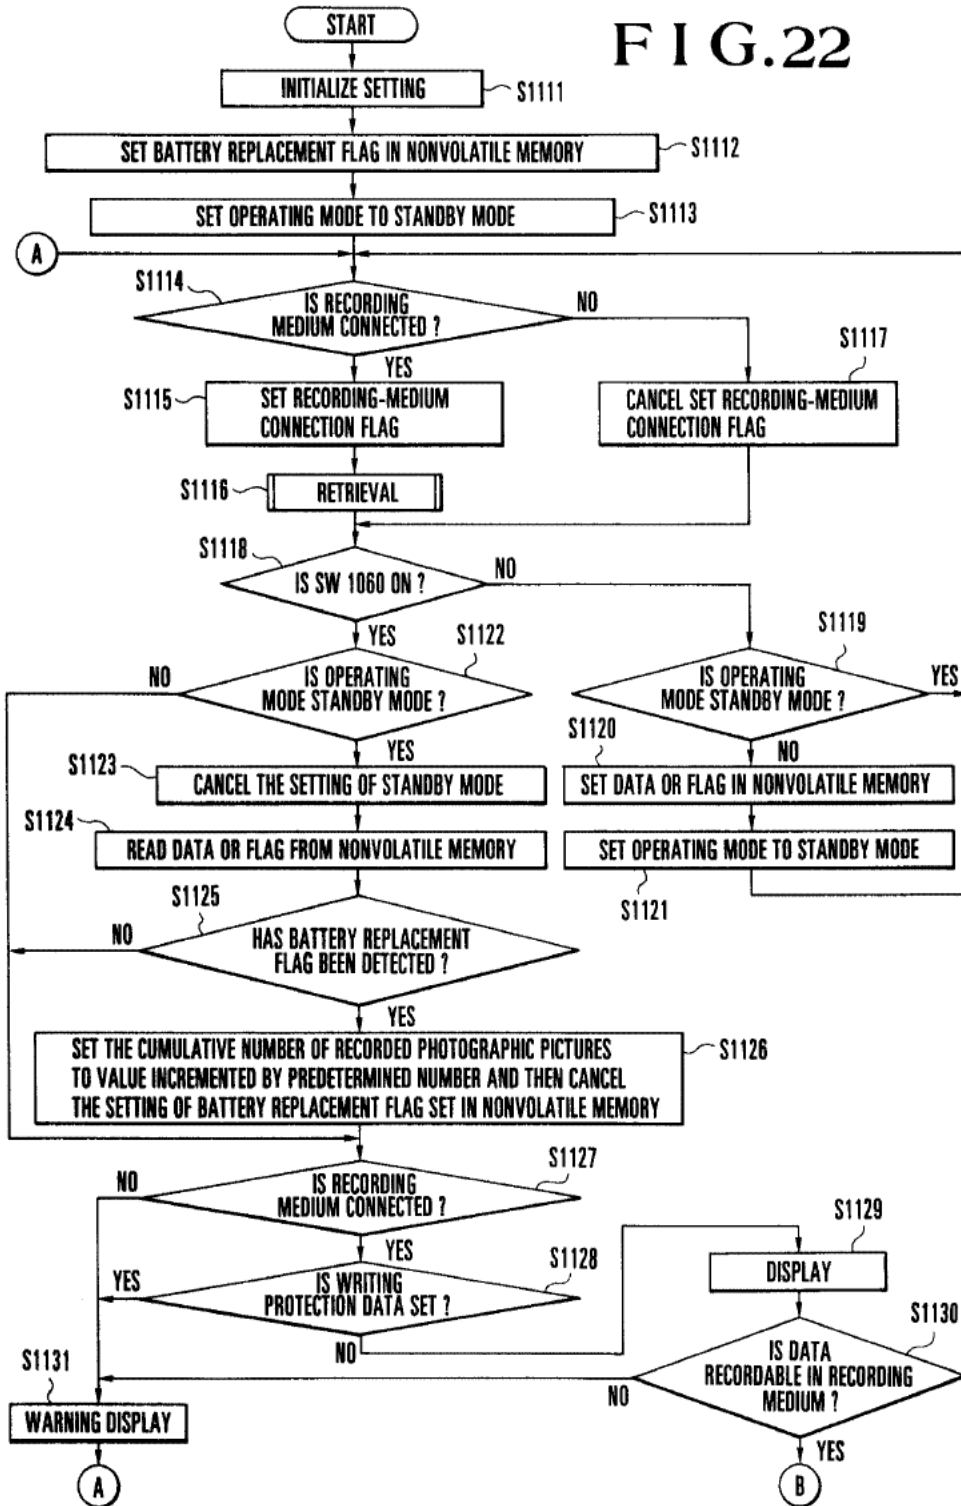 START
FIG.22
INITIALIZE SETTING
S1111
SET BATTERY REPLACEMENT FLAG IN NONVOLATILE MEMORY
S1112
SET OPERATING MODE TO STANDBY MODE
S1113
A
S1114
IS RECORDING
MEDIUM CONNECTED ?
NO
YES
S1117
S1115
SET RECORDING-MEDIUM
CONNECTION FLAG
CANCEL SET RECORDING-MEDIUM
CONNECTION FLAG
S1116
RETRIEVAL
S1118
IS SW 1060 ON ?
NO
YES
S1122
S1119
NO
IS OPERATING
MODE STANDBY MODE ?
IS OPERATING
MODE STANDBY MODE ?
YES
S1120
YES
NO
S1123
CANCEL THE SETTING OF STANDBY MODE
SET DATA OR FLAG IN NONVOLATILE MEMORY
S1124
READ DATA OR FLAG FROM NONVOLATILE MEMORY
SET OPERATING MODE TO STANDBY MODE
S1121
S1125
NO
HAS BATTERY REPLACEMENT
FLAG BEEN DETECTED ?
YES
SET THE CUMULATIVE NUMBER OF RECORDED PHOTOGRAPHIC PICTURES
TO VALUE INCREMENTED BY PREDETERMINED NUMBER AND THEN CANCEL
THE SETTING OF BATTERY REPLACEMENT FLAG SET IN NONVOLATILE MEMORY
S1126
S1127
NO
IS RECORDING
MEDIUM CONNECTED ?
YES
S1129
S1128
DISPLAY
YES
IS WRITING
PROTECTION DATA SET ?
NO
S1130
IS DATA
RECORDABLE IN RECORDING
MEDIUM ?
NO
YES
S1131
WARNING DISPLAY
A
B